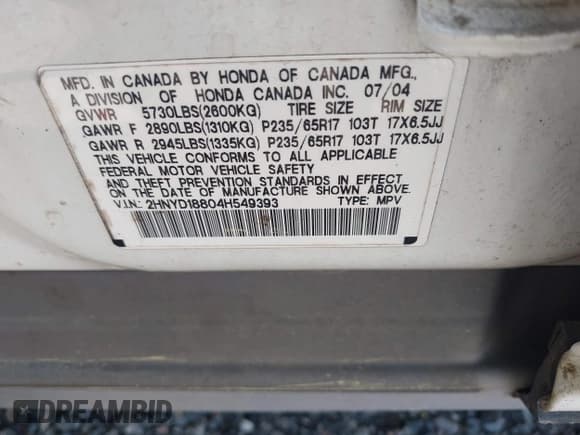 MFD. IN CANADA BY HONDA OF CANADA MFG.,
A DIVISION OF HONDA CANADA INC. 07/04
GVWR 5730LBS(2600KG) TIRE SIZE RIM SIZE
GAWR F 2890LBS(1310KG) P235/65R17 103T 17X6.5JJ
GAWR R 2945LBS(1335KG) P235/65R17 103T 17X6.5JJ
THIS VEHICLE CONFORMS TO ALL APPLICABLE
FEDERAL MOTOR VEHICLE SAFETY
AND THEFT PREVENTION STANDARDS IN EFFECT
ON THE DATE OF MANUFACTURE SHOWN ABOVE.
V.I.N: 2HNYD18804H549393 TYPE: MPV
DREAMBID